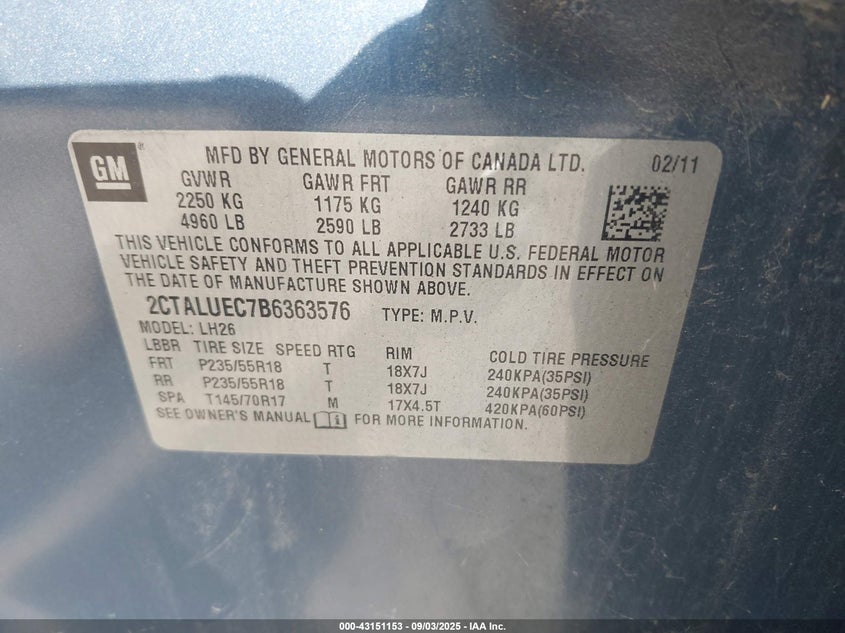 GM ® MFD BY GENERAL MOTORS OF CANADA LTD. 02/11
GVWR GAWR FRT GAWR RR
2250 KG 1175 KG 1240 KG
4960 LB 2590 LB 2733 LB
THIS VEHICLE CONFORMS TO ALL APPLICABLE U.S. FEDERAL MOTOR
VEHICLE SAFETY AND THEFT PREVENTION STANDARDS IN EFFECT ON
THE DATE OF MANUFACTURE SHOWN ABOVE.
2CTALUEC7B6363576 TYPE: M.P.V.
MODEL: LH26
LBBR TIRE SIZE SPEED RTG RIM COLD TIRE PRESSURE
FRT P235/55R18 T 18X7J 240KPA(35PSI)
RR P235/55R18 T 18X7J 240KPA(35PSI)
SPA T145/70R17 M 17X4.5T 420KPA(60PSI)
SEE OWNER'S MANUAL i FOR MORE INFORMATION.
000-43151153 - 09/03/2025 - IAA Inc.